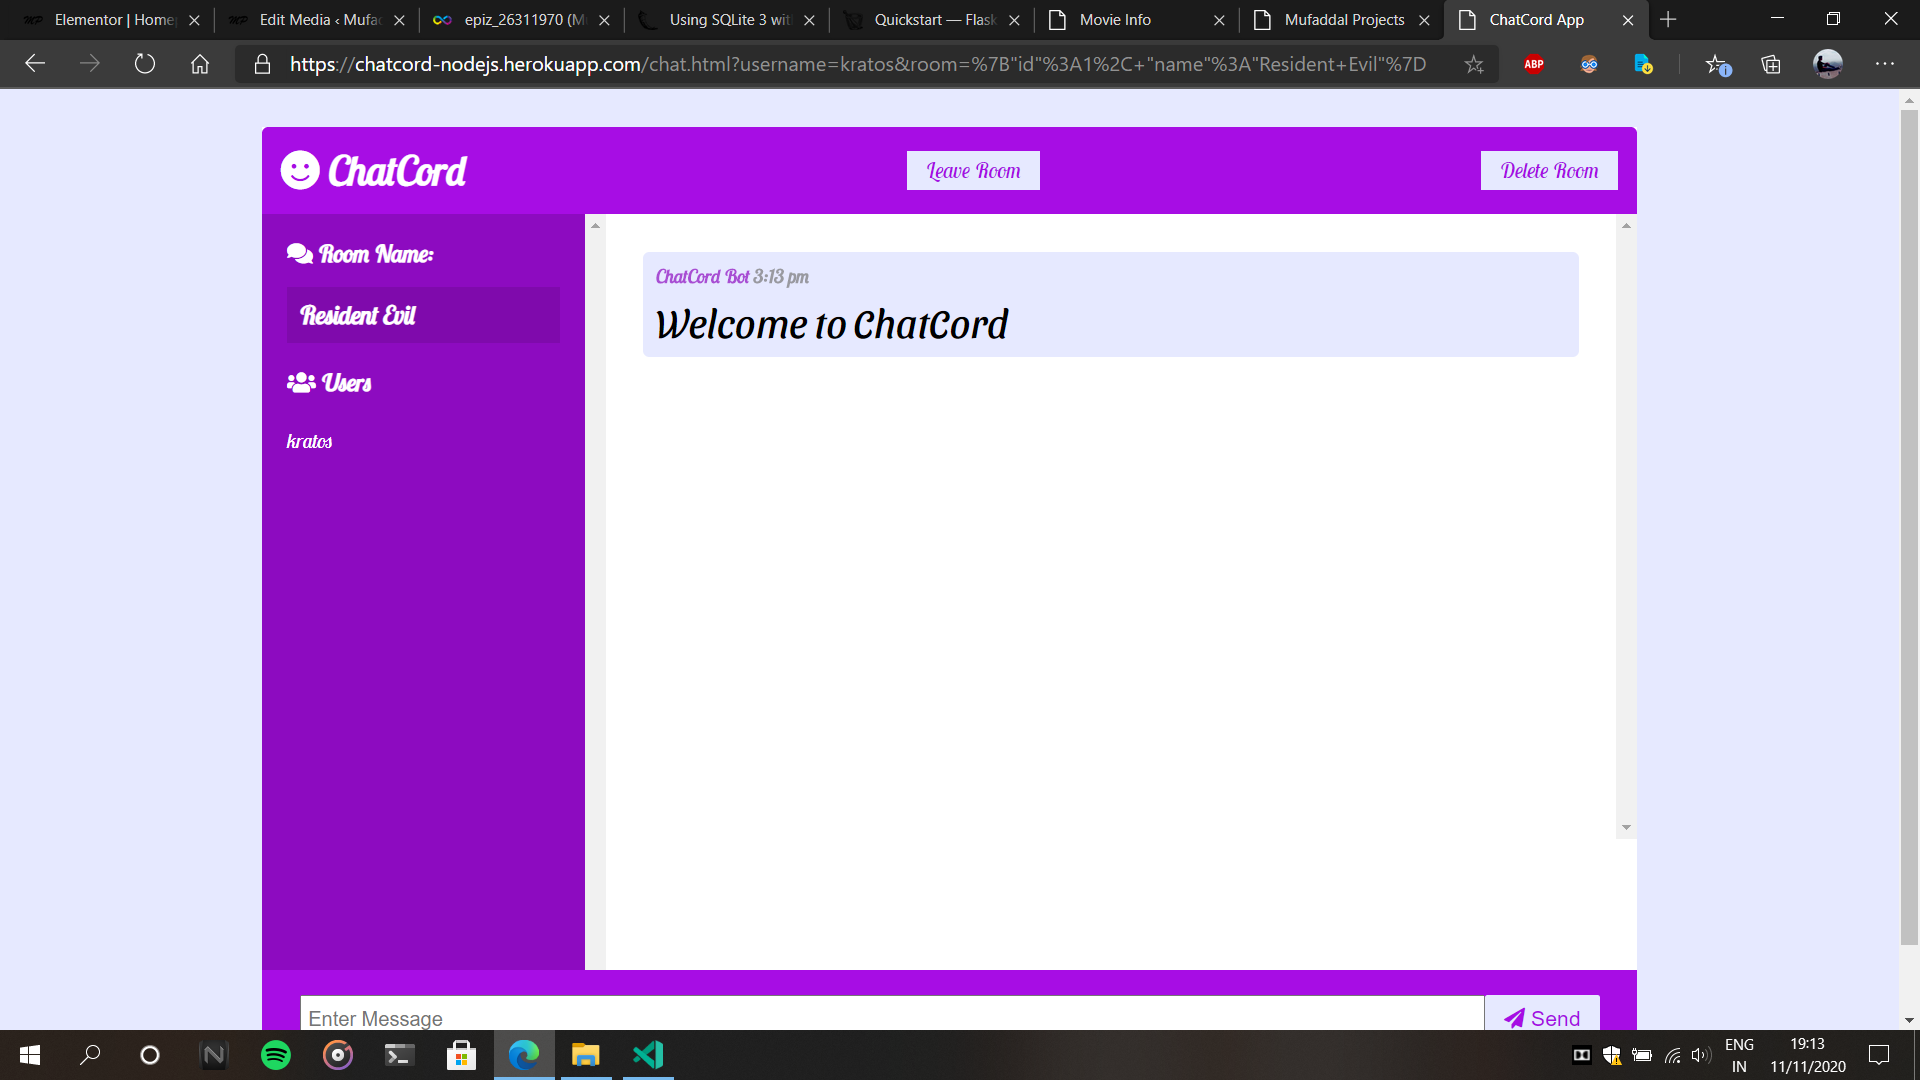 Elementor | Home
Edit Media ‹ Mufa
epiz_26311970 (M
Using SQLite 3 wit
Quickstart — Flask
Movie Info
Mufaddal Projects
ChatCord App
https://chatcord-nodejs.herokuapp.com/chat.html?username=kratos&room=%7B"id"%3A1%2C+"name"%3A"Resident+Evil"%7D
ABP
ChatCord
Leave Room
Delete Room
Room Name:
Resident Evil
Users
kratos
ChatCord Bot 3:13 pm
Welcome to ChatCord
Enter Message
Send
ENG
IN
19:13
11/11/2020